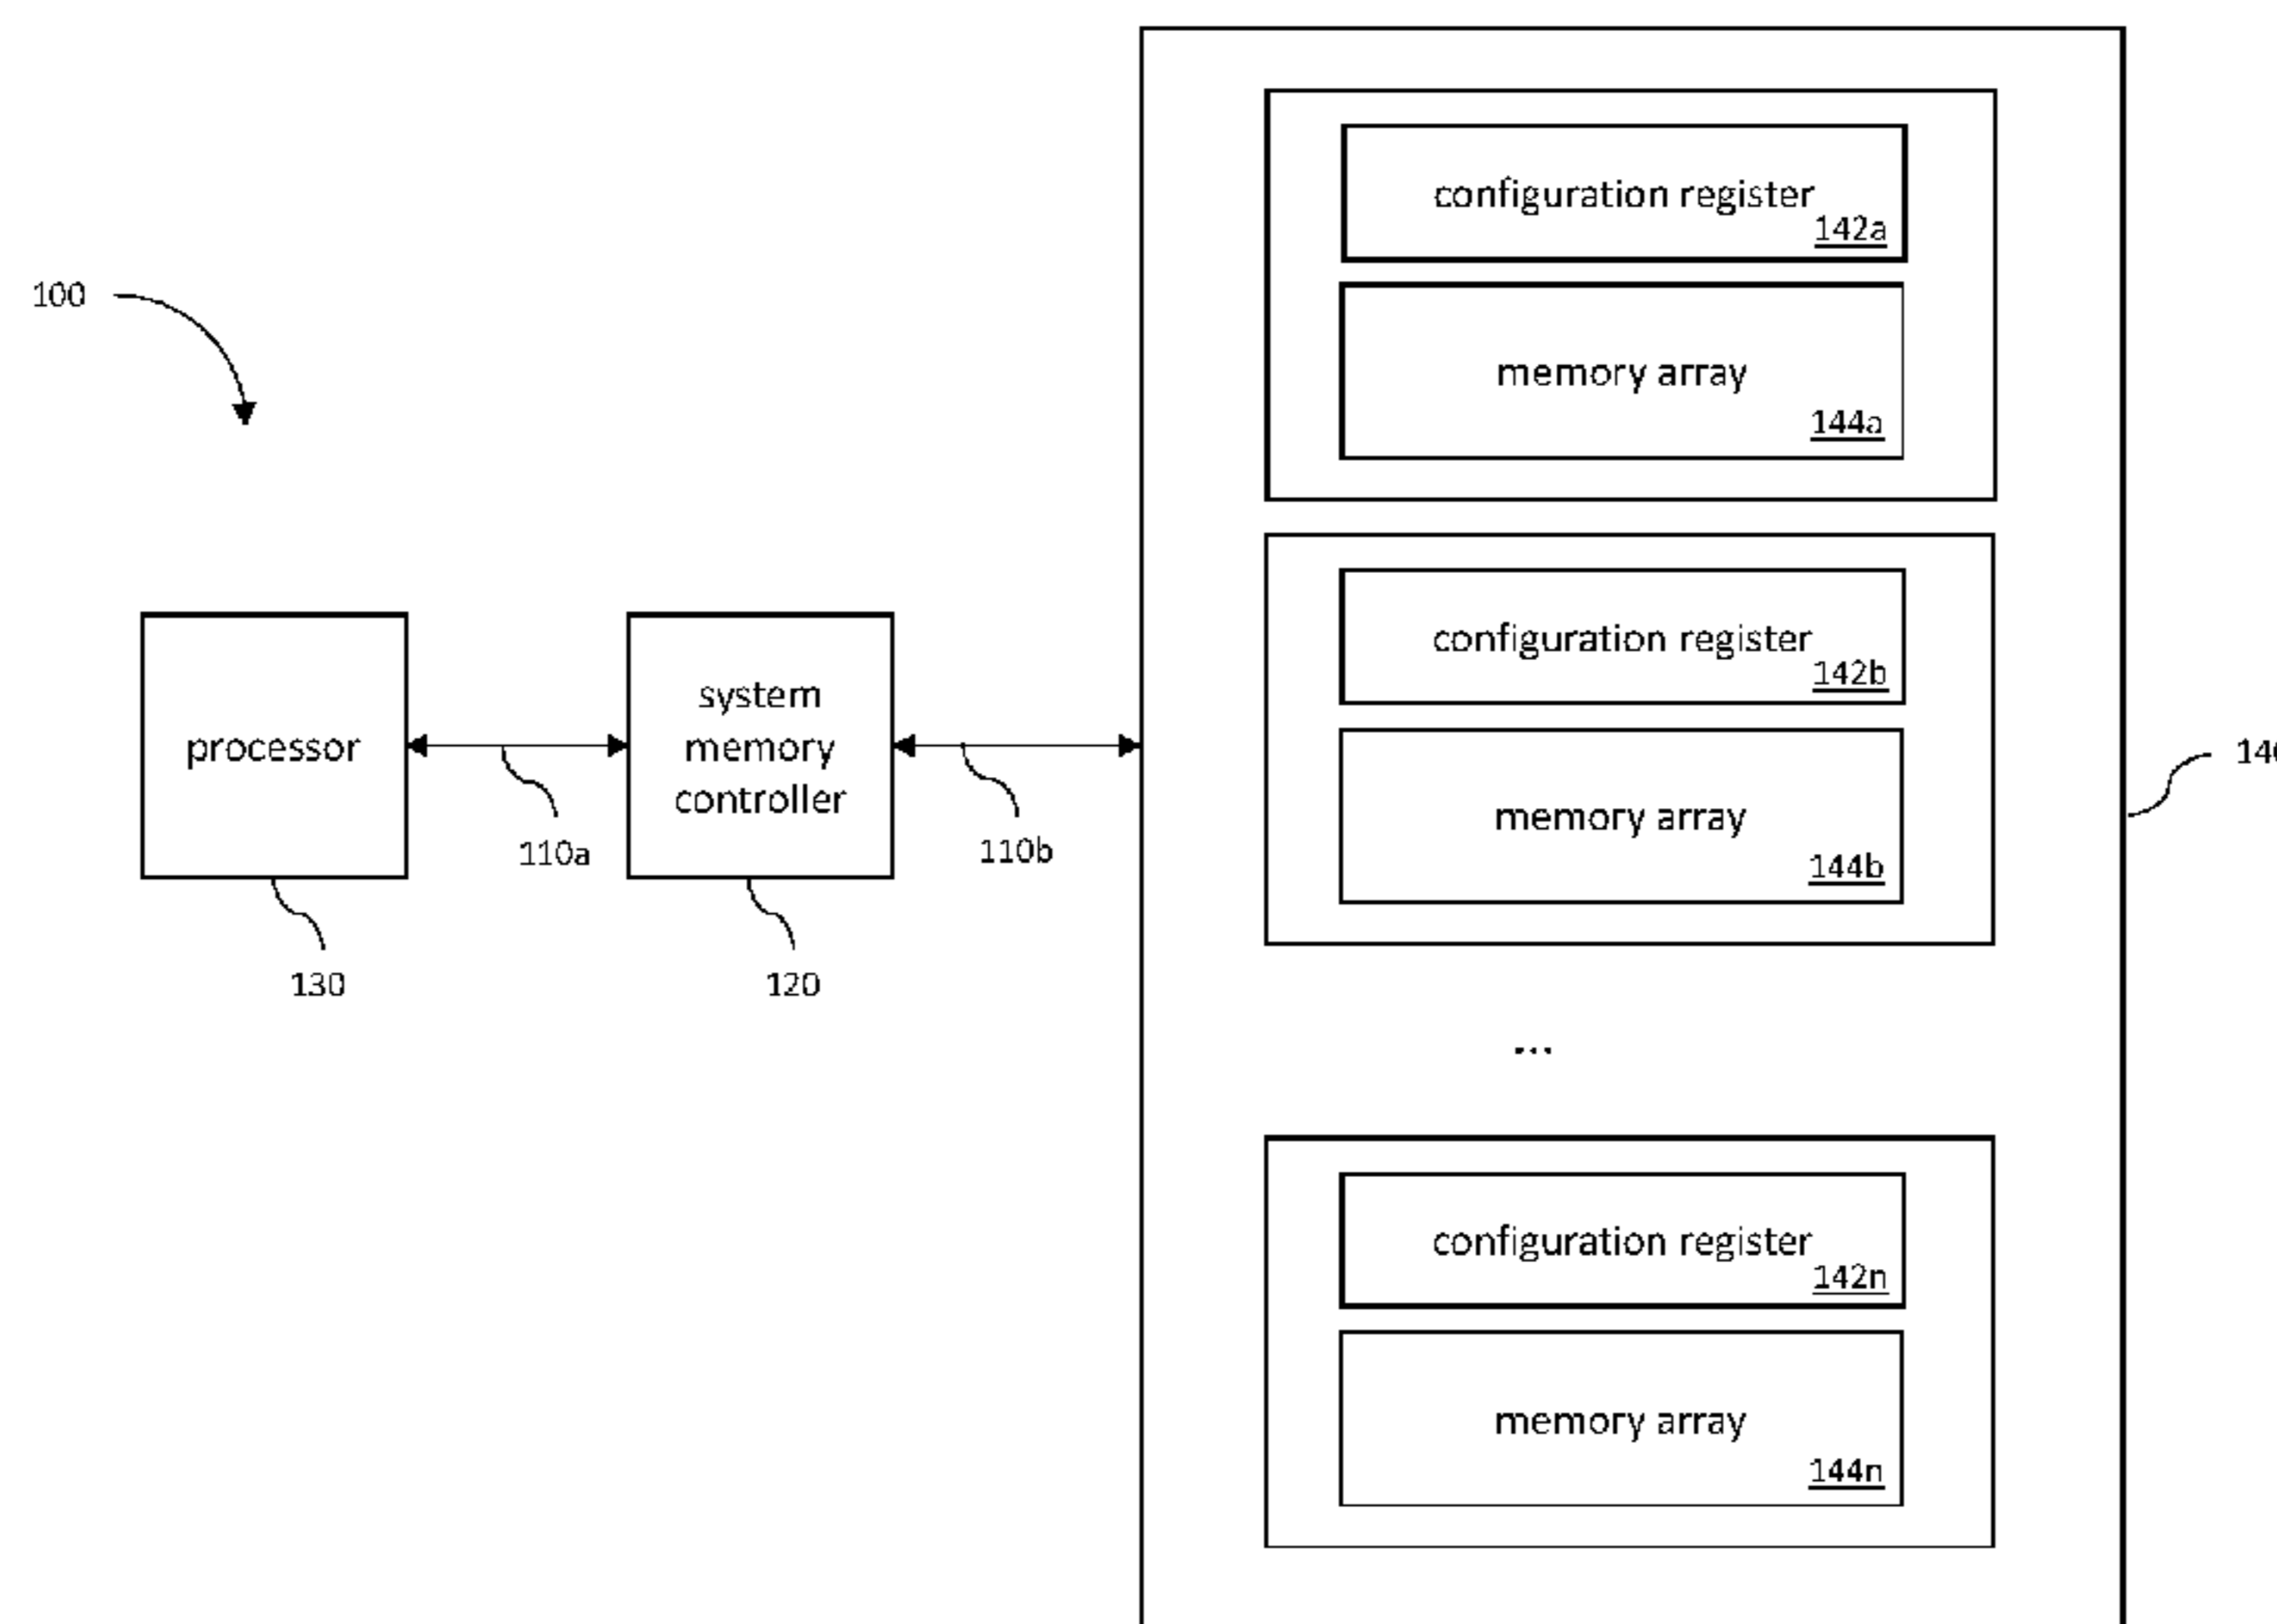 configuration register
142a
100
memory array
144a
configuration register
142b
processor
system
memory
controller
110a
110b
memory array
144b
130
120
...
configuration register
142n
memory array
144n